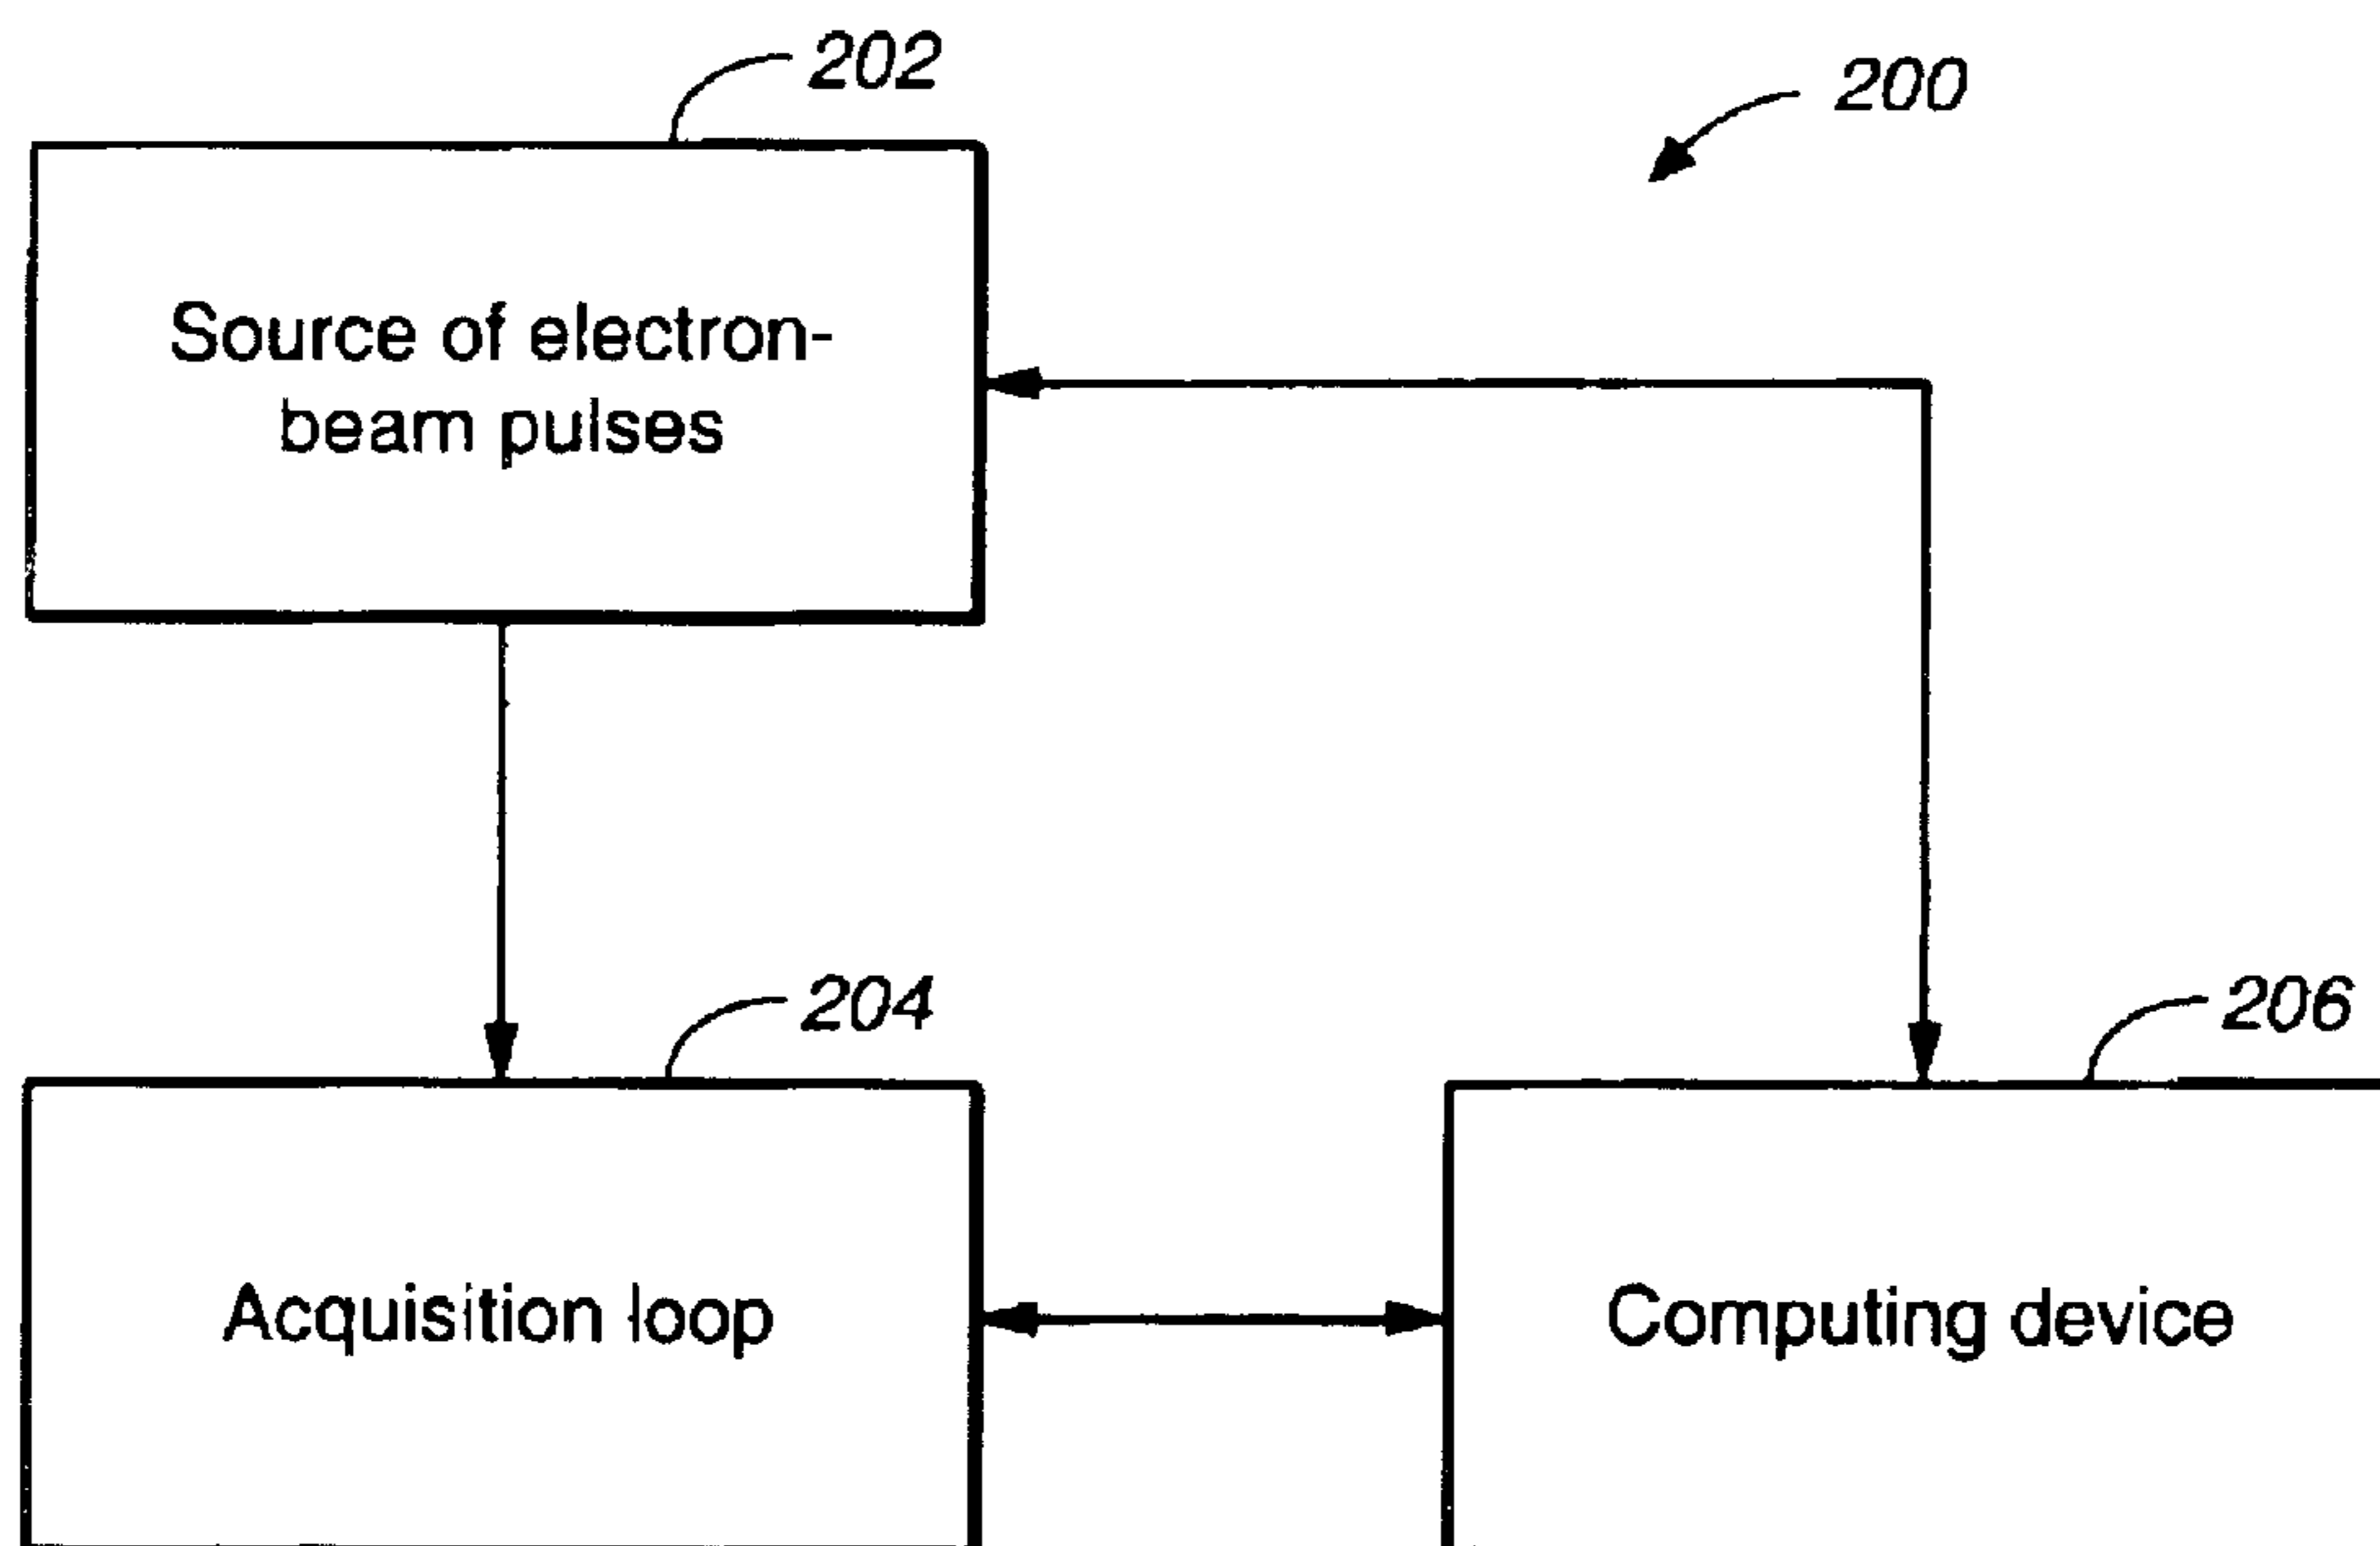 202
200
Source of electron-
beam pulses
204
206
Acquisition loop
Computing device